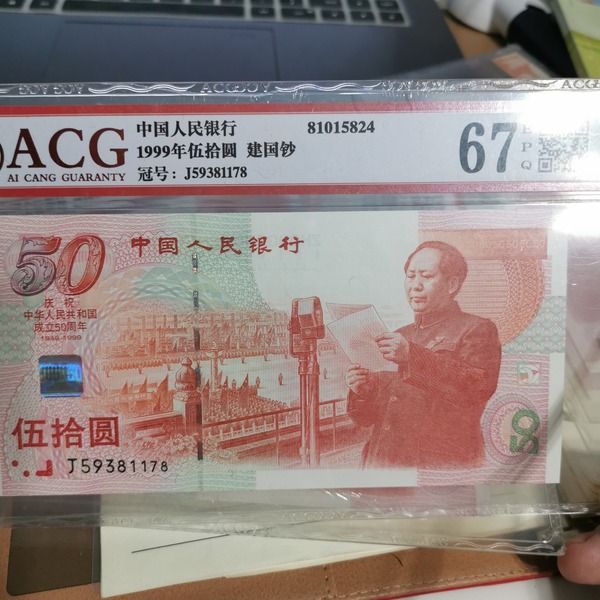 ACG
AI CANG GUARANTY
中国人民银行
1999年伍拾圆 建国钞
冠号: J59381178
81015824
67
E
P
Q
50
中国人民银行
庆祝
中华人民共和国
成立50周年
1949-1999
伍拾圆
J59381178
50